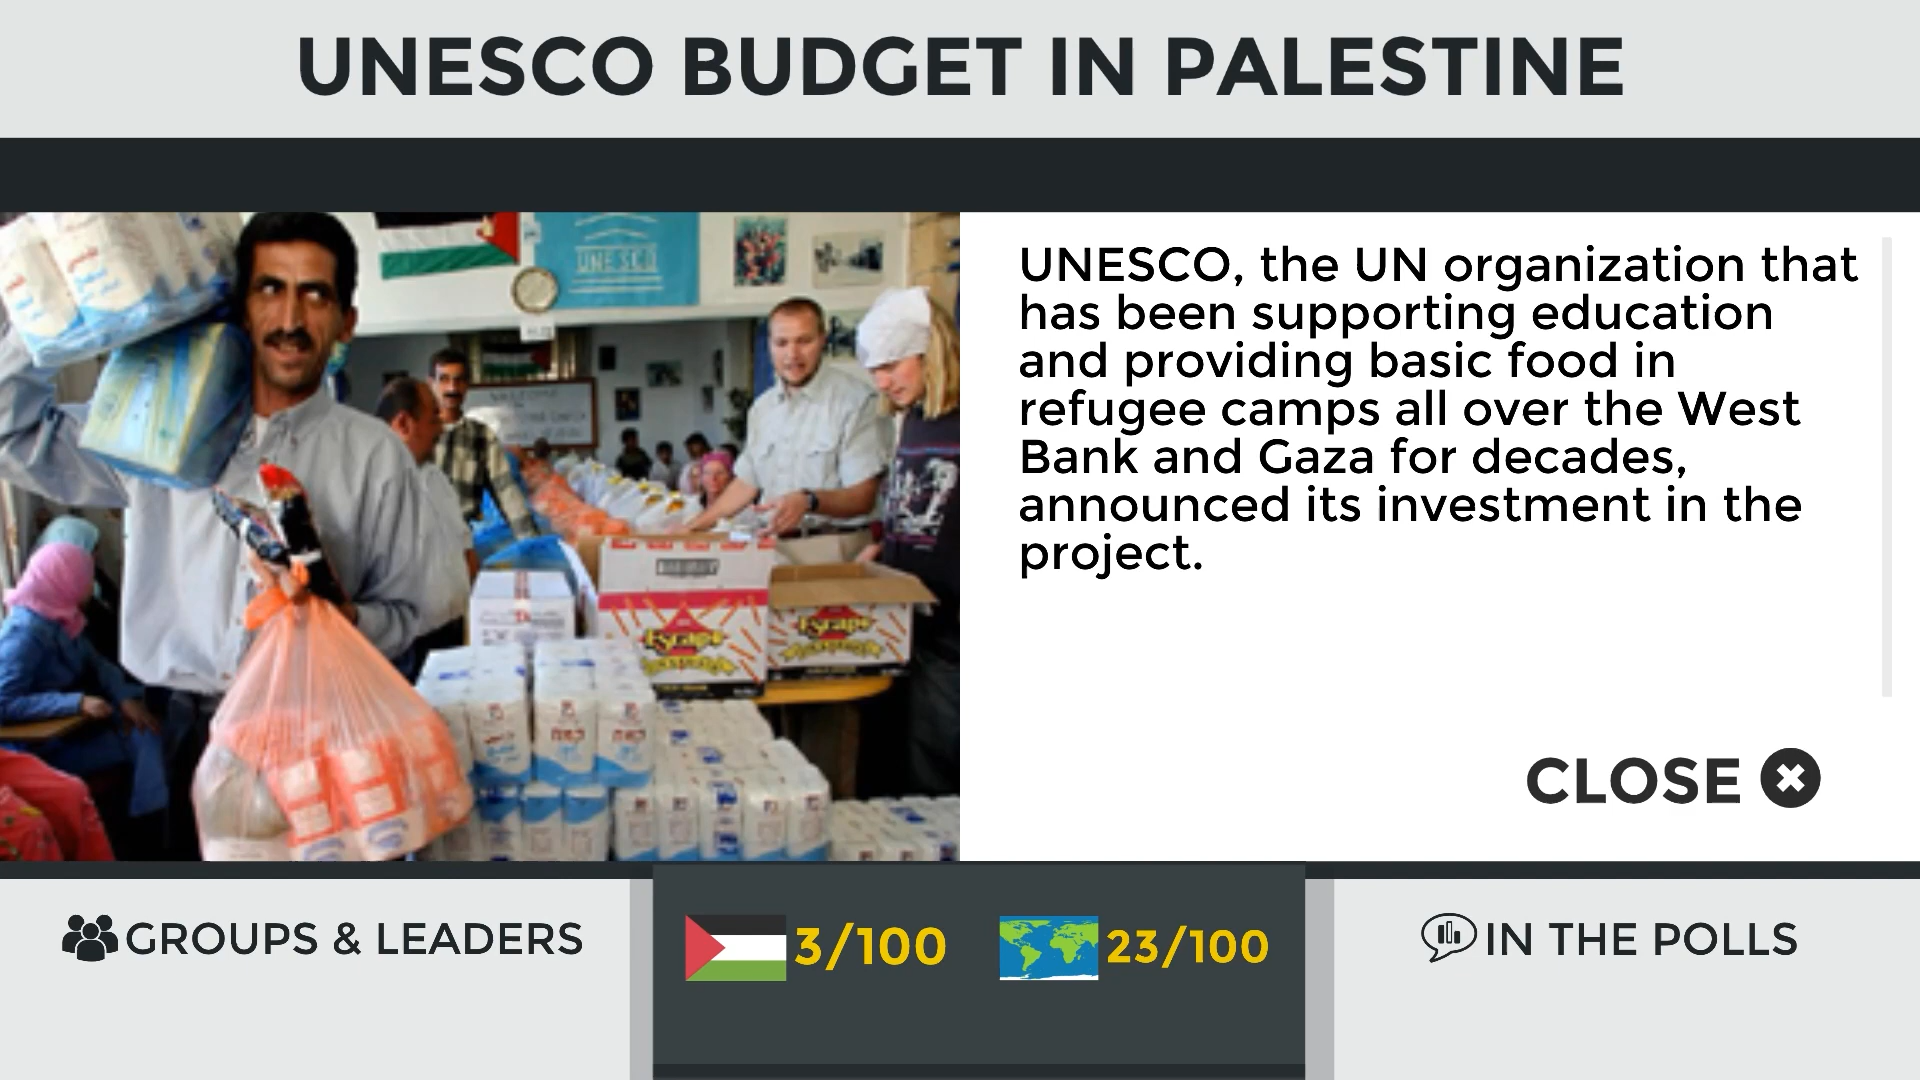 UNESCO BUDGET IN PALESTINE
UNESCO
UNESCO, the UN organization that
has been supporting education
and providing basic food in
refugee camps all over the West
Bank and Gaza for decades,
announced its investment in the
project.
CLOSE
GROUPS & LEADERS
3/100
23/100
IN THE POLLS